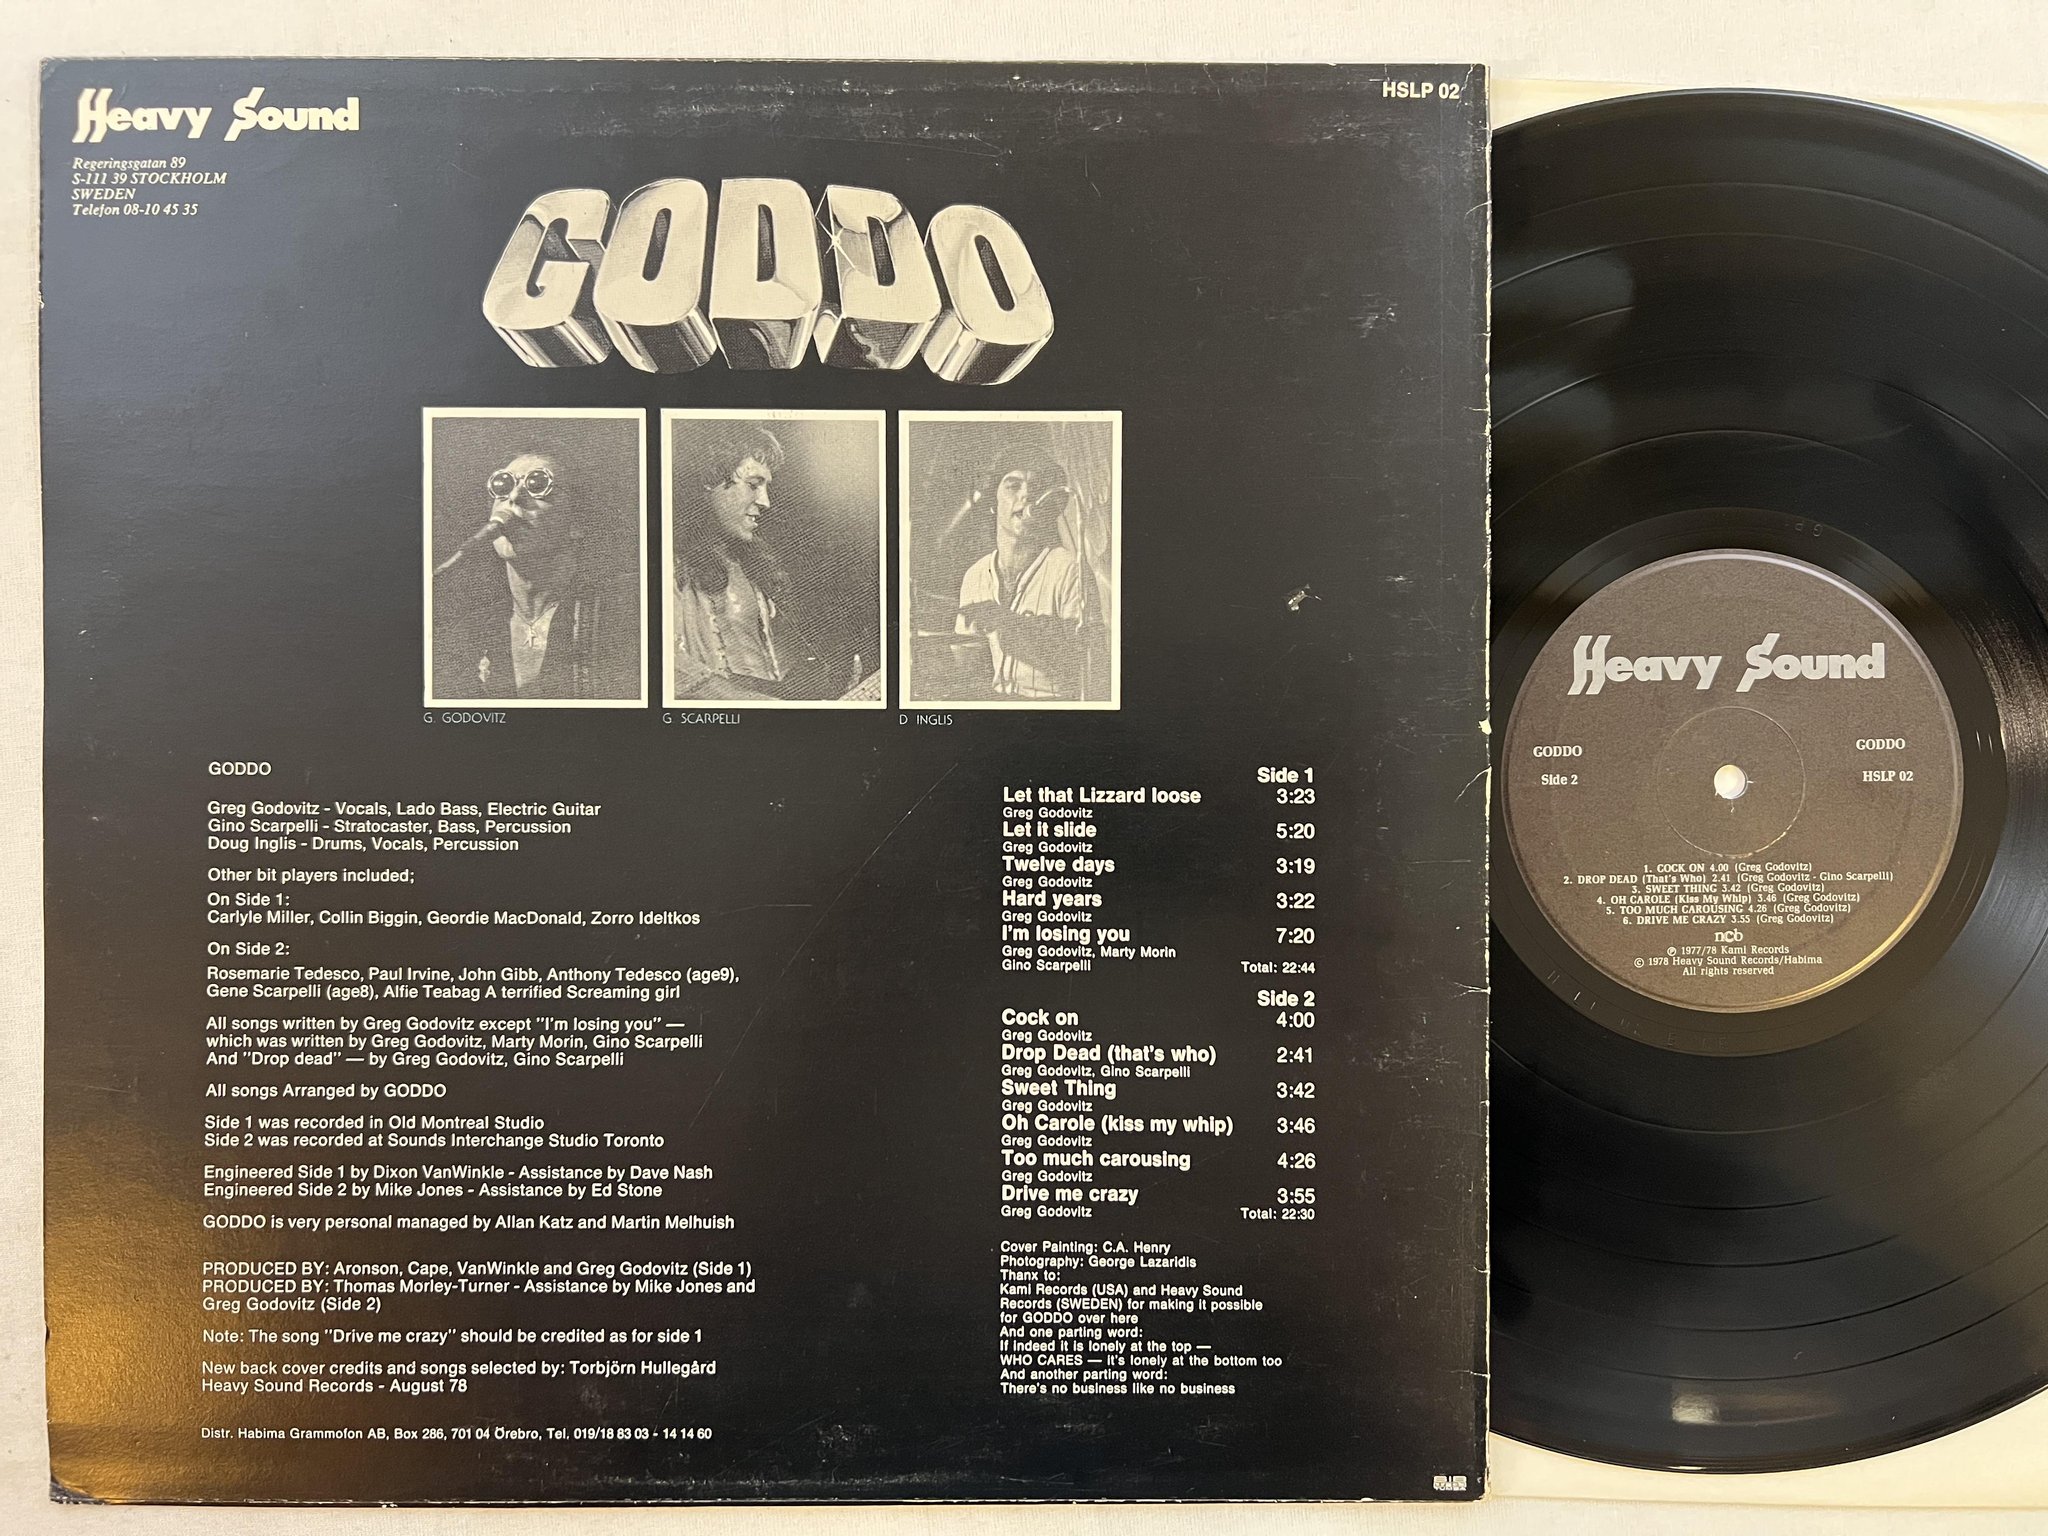 Heavy Sound
Regeringsgatan 89
S-111 39 STOCKHOLM
SWEDEN
Telefon 08-10 45 35
HSLP 02
GODDO
G. GODOVITZ
G SCARPELLI
D INGLIS
GODDO
Greg Godovitz - Vocals, Lado Bass, Electric Guitar
Gino Scarpelli - Stratocaster, Bass, Percussion
Doug Inglis - Drums, Vocals, Percussion
Other bit players included;
On Side 1:
Carlyle Miller, Collin Biggin, Geordie MacDonald, Zorro Ideltkos
On Side 2:
Rosemarie Tedesco, Paul Irvine, John Gibb, Anthony Tedesco (age9),
Gene Scarpelli (age8), Alfie Teabag A terrified Screaming girl
All songs written by Greg Godovitz except "I'm losing you" —
which was written by Greg Godovitz, Marty Morin, Gino Scarpelli
And "Drop dead" — by Greg Godovitz, Gino Scarpelli
All songs Arranged by GODDO
Side 1 was recorded in Old Montreal Studio
Side 2 was recorded at Sounds Interchange Studio Toronto
Engineered Side 1 by Dixon VanWinkle - Assistance by Dave Nash
Engineered Side 2 by Mike Jones - Assistance by Ed Stone
GODDO is very personal managed by Allan Katz and Martin Melhuish
PRODUCED BY: Aronson, Cape, VanWinkle and Greg Godovitz (Side 1)
PRODUCED BY: Thomas Morley-Turner - Assistance by Mike Jones and
Greg Godovitz (Side 2)
Note: The song "Drive me crazy" should be credited as for side 1
New back cover credits and songs selected by: Torbjörn Hullegård
Heavy Sound Records - August 78
Distr. Habima Grammofon AB, Box 286, 701 04 Örebro, Tel. 019/18 83 03 - 14 14 60
Side 1
Let that Lizzard loose 3:23
Greg Godovitz
Let it slide 5:20
Greg Godovitz
Twelve days 3:19
Greg Godovitz
Hard years 3:22
Greg Godovitz
I'm losing you 7:20
Greg Godovitz, Marty Morin
Gino Scarpelli Total: 22:44
Side 2
Cock on 4:00
Greg Godovitz
Drop Dead (that's who) 2:41
Greg Godovitz, Gino Scarpelli
Sweet Thing 3:42
Greg Godovitz
Oh Carole (kiss my whip) 3:46
Greg Godovitz
Too much carousing 4:26
Greg Godovitz
Drive me crazy 3:55
Greg Godovitz Total: 22:30
Cover Painting: C.A. Henry
Photography: George Lazaridis
Thanx to:
Kami Records (USA) and Heavy Sound
Records (SWEDEN) for making it possible
for GODDO over here
And one parting word:
If indeed it is lonely at the top —
WHO CARES — it's lonely at the bottom too
And another parting word:
There's no business like no business
Heavy Sound
GODDO GODDO
Side 2 HSLP 02
1. COCK ON 4.00 (Greg Godovitz)
2. DROP DEAD (That's Who) 2.41 (Greg Godovitz - Gino Scarpelli)
3. SWEET THING 3.42 (Greg Godovitz)
4. OH CAROLE (Kiss My Whip) 3.46 (Greg Godovitz)
5. TOO MUCH CAROUSING 4.26 (Greg Godovitz)
6. DRIVE ME CRAZY 3.55 (Greg Godovitz)
ncb
℗ 1977/78 Kami Records
© 1978 Heavy Sound Records/Habima
All rights reserved